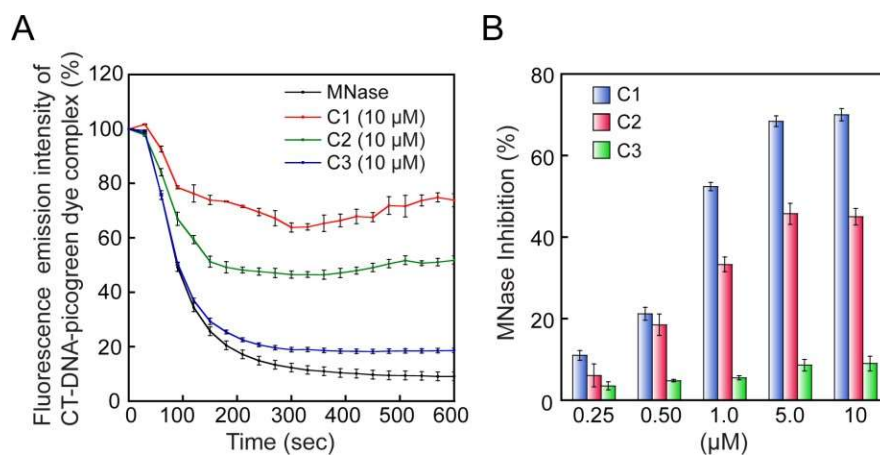 A
Fluorescence emission intensity of
CT-DNA-picogreen dye complex (%)
120
100
80
60
40
20
0
0 100 200 300 400 500 600
Time (sec)
MNase
C1 (10 µM)
C2 (10 µM)
C3 (10 µM)
B
MNase Inhibition (%)
80
60
40
20
0
C1
C2
C3
0.25 0.50 1.0 5.0 10
(µM)